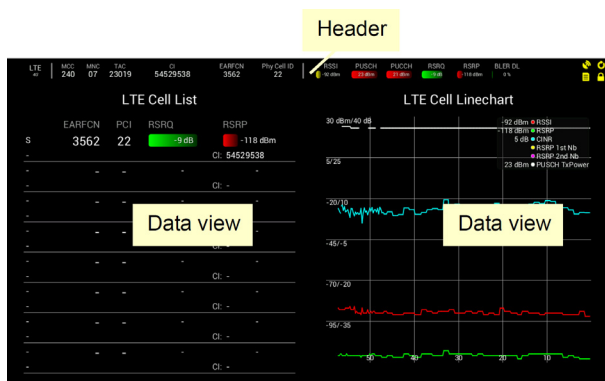 Header
LTE MCC MNC TAC CI EARFCN Phy Cell ID RSSI PUSCH PUCCH RSRQ RSRP BLER DL
240 07 23019 54529538 3562 22 -92 dBm 23 dBm 21 dBm -9 dB -118 dBm 0 %
LTE Cell List
EARFCN PCI RSRQ RSRP
S 3562 22 -9 dB -118 dBm
- CI: 54529538
- - - -
- CI: -
- - - -
- CI: -
- - - -
- CI: -
- - - -
- CI: -
- - - -
- CI: -
- - - -
- CI: -
Data view
LTE Cell Linechart
30 dBm/40 dB
-92 dBm RSSI
-118 dBm RSRP
5 dB CINR
RSRP 1st Nb
RSRP 2nd Nb
23 dBm PUSCH TxPower
5/25
-20/10
Data view
-45/-5
-70/-20
-95/-35
50 40 30 20 10